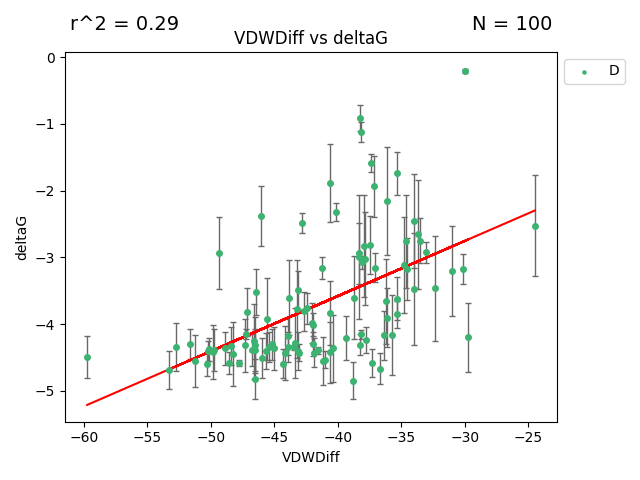 r^2 = 0.29
N = 100
VDWDiff vs deltaG
D
0
−1
−2
−3
−4
−5
deltaG
−60 −55 −50 −45 −40 −35 −30 −25
VDWDiff